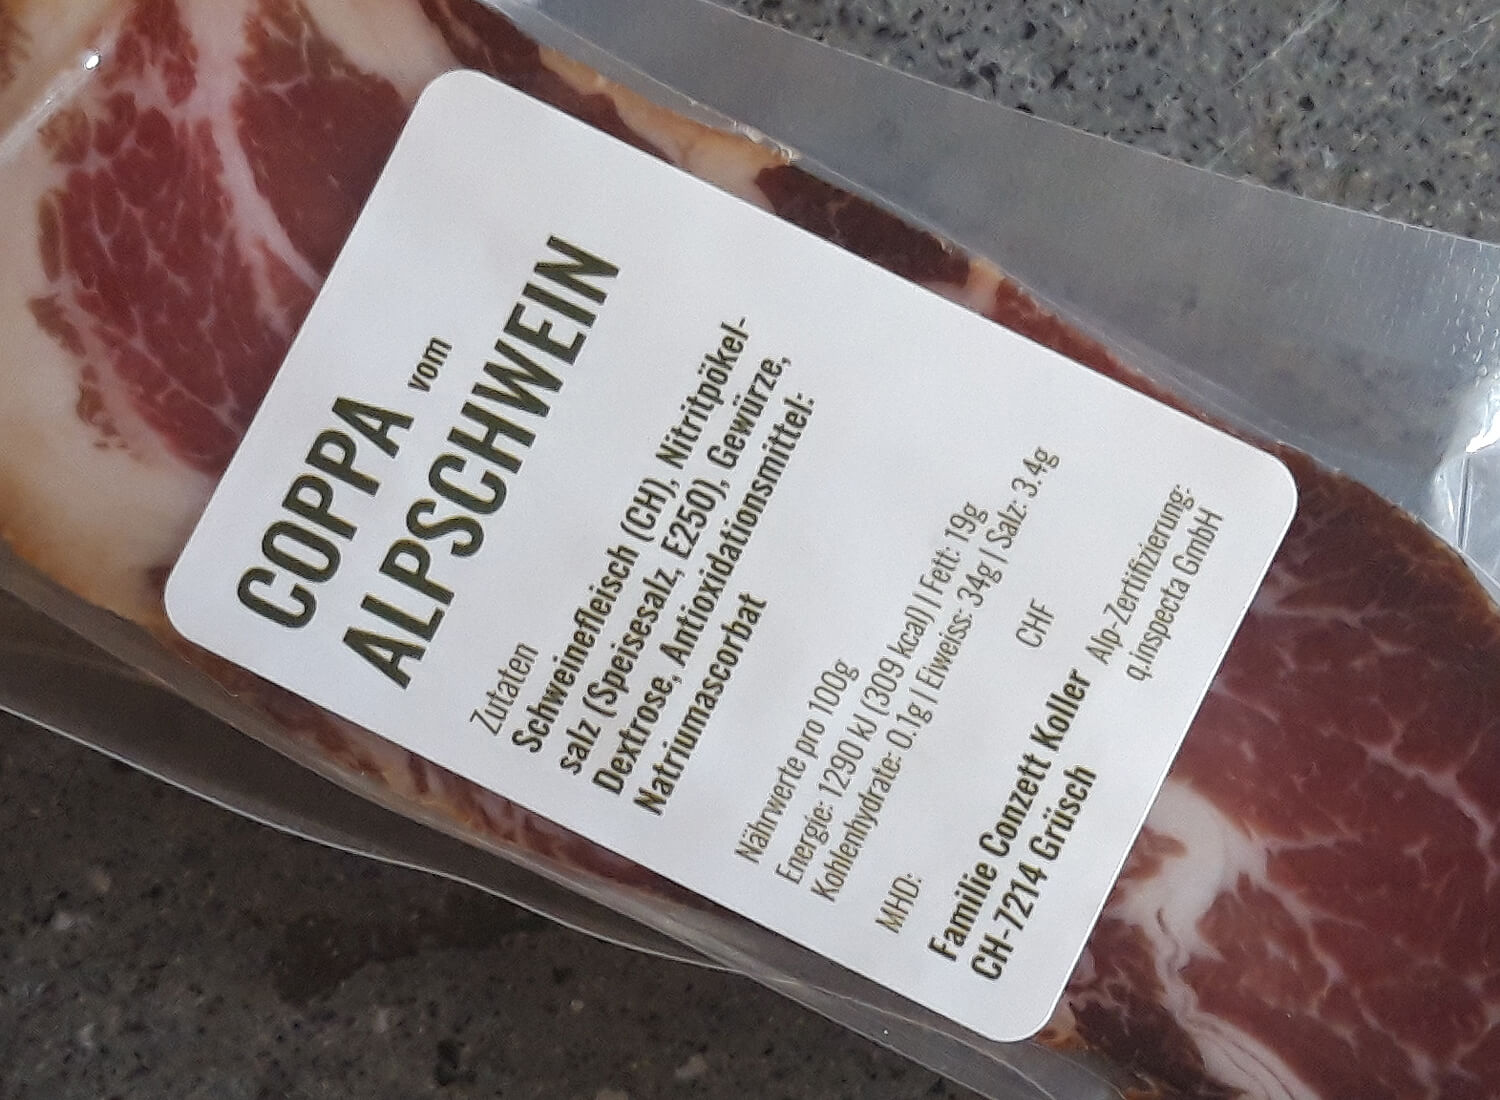 COPPA vom
ALPSCHWEIN
Zutaten
Schweinefleisch (CH), Nitritpökel-
salz (Speisesalz, E250), Gewürze,
Dextrose, Antioxidationsmittel:
Natriumascorbat
Nährwerte pro 100g
Energie: 1290 kJ (309 kcal) | Fett: 19g
Kohlenhydrate: 0.1g | Eiweiss: 34g | Salz: 3.4g
MHD: CHF
Familie Conzett Koller
CH-7214 Grüsch
Alp-Zertifizierung:
q.inspecta GmbH